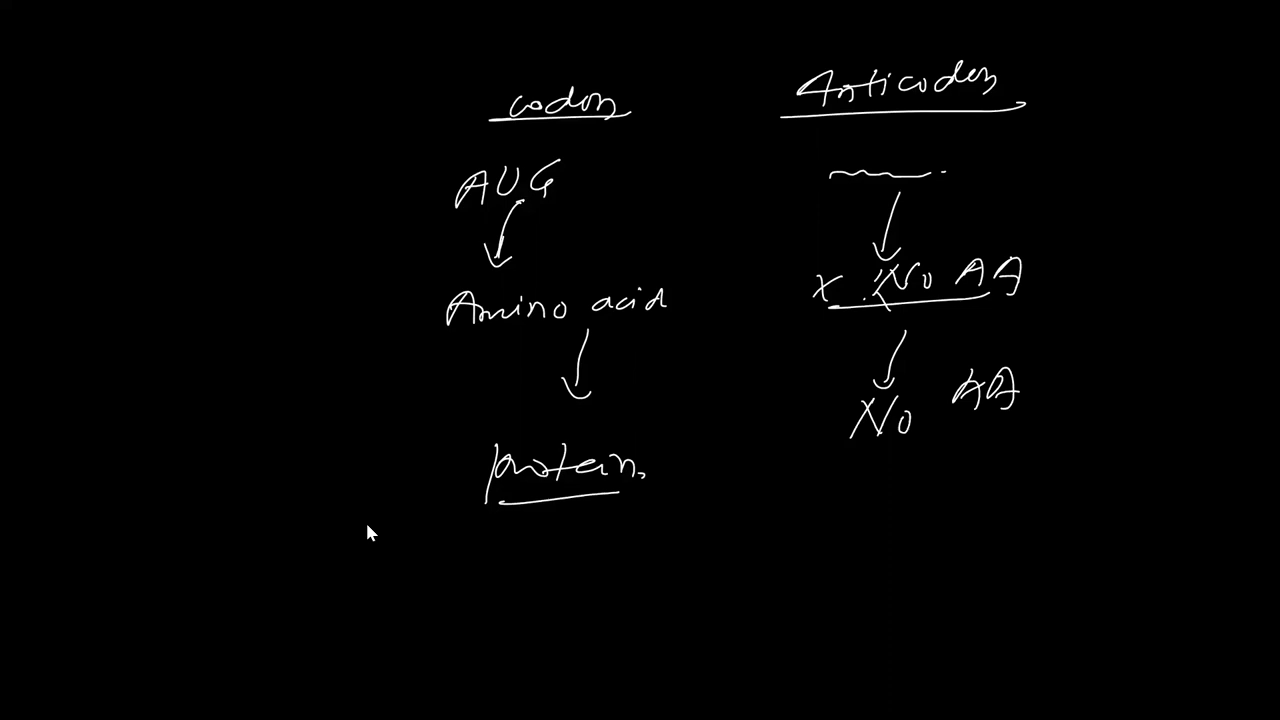 codon
AUG
Amino acid
protein
Anticodon
X No AA
No AA